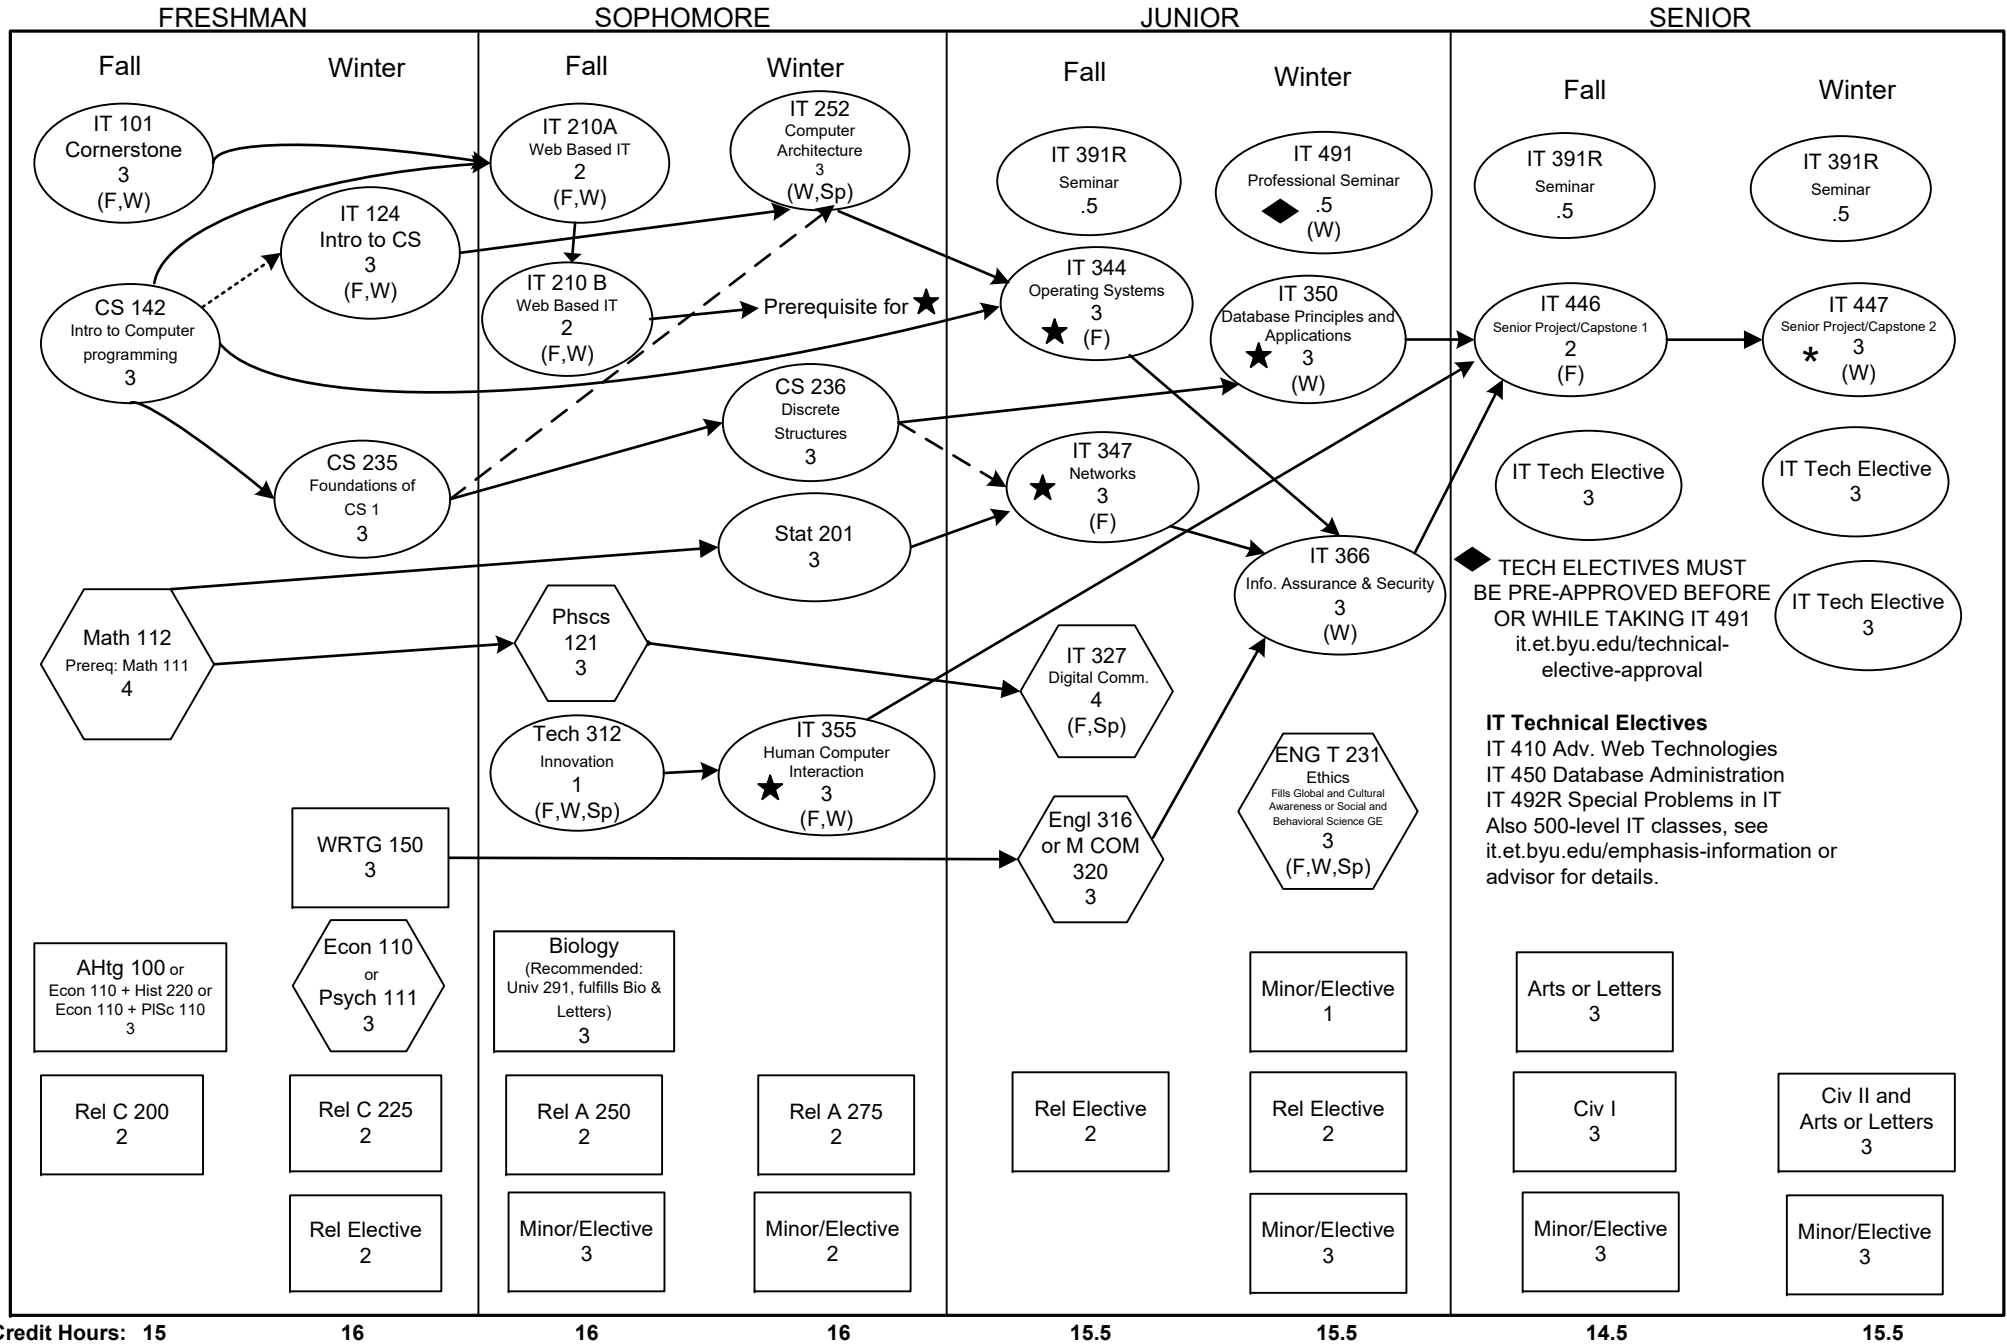 FRESHMAN
SOPHOMORE
JUNIOR
SENIOR
Fall
Winter
Fall
Winter
Fall
Winter
Fall
Winter
IT 101
Cornerstone
3
(F,W)
CS 142
Intro to Computer
programming
3
Math 112
Prereq: Math 111
4
AHtg 100 or
Econ 110 + Hist 220 or
Econ 110 + PlSc 110
3
Rel C 200
2
IT 124
Intro to CS
3
(F,W)
CS 235
Foundations of
CS 1
3
WRTG 150
3
Econ 110
or
Psych 111
3
Rel C 225
2
Rel Elective
2
IT 210A
Web Based IT
2
(F,W)
IT 210 B
Web Based IT
2
(F,W)
Prerequisite for
Phscs
121
3
Tech 312
Innovation
1
(F,W,Sp)
Biology
(Recommended:
Univ 291, fulfills Bio &
Letters)
3
Rel A 250
2
Minor/Elective
3
IT 252
Computer
Architecture
3
(W,Sp)
CS 236
Discrete
Structures
3
Stat 201
3
IT 355
Human Computer
Interaction
3
(F,W)
Rel A 275
2
Minor/Elective
2
IT 391R
Seminar
.5
IT 344
Operating Systems
3
(F)
IT 347
Networks
3
(F)
IT 327
Digital Comm.
4
(F,Sp)
Engl 316
or M COM
320
3
Rel Elective
2
IT 491
Professional Seminar
.5
(W)
IT 350
Database Principles and
Applications
3
(W)
IT 366
Info. Assurance & Security
3
(W)
ENG T 231
Ethics
Fills Global and Cultural
Awareness or Social and
Behavioral Science GE
3
(F,W,Sp)
Minor/Elective
1
Rel Elective
2
Minor/Elective
3
IT 391R
Seminar
.5
IT 446
Senior Project/Capstone 1
2
(F)
IT Tech Elective
3
TECH ELECTIVES MUST
BE PRE-APPROVED BEFORE
OR WHILE TAKING IT 491
it.et.byu.edu/technical-
elective-approval
IT Technical Electives
IT 410 Adv. Web Technologies
IT 450 Database Administration
IT 492R Special Problems in IT
Also 500-level IT classes, see
it.et.byu.edu/emphasis-information or
advisor for details.
Arts or Letters
3
Civ I
3
Minor/Elective
3
IT 391R
Seminar
.5
IT 447
Senior Project/Capstone 2
3
*
(W)
IT Tech Elective
3
IT Tech Elective
3
Civ II and
Arts or Letters
3
Minor/Elective
3
Credit Hours: 15 16 16 16 15.5 15.5 14.5 15.5